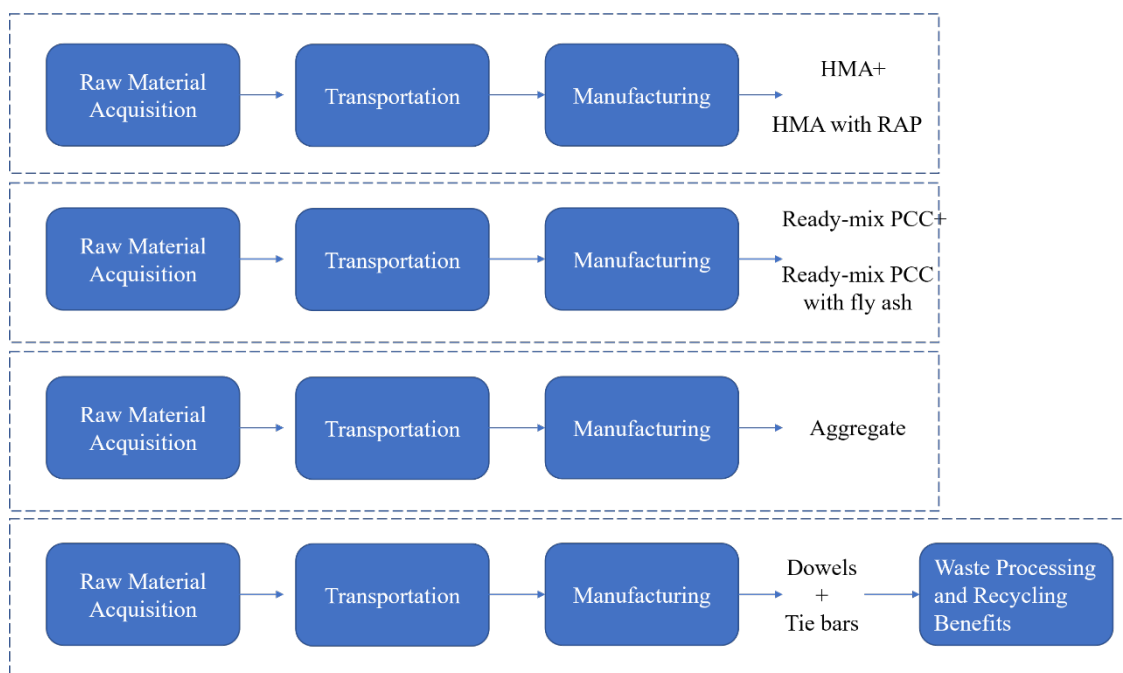 Raw Material
Acquisition
Transportation
Manufacturing
HMA+
HMA with RAP
Raw Material
Acquisition
Transportation
Manufacturing
Ready-mix PCC+
Ready-mix PCC
with fly ash
Raw Material
Acquisition
Transportation
Manufacturing
Aggregate
Raw Material
Acquisition
Transportation
Manufacturing
Dowels
+
Tie bars
Waste Processing
and Recycling
Benefits